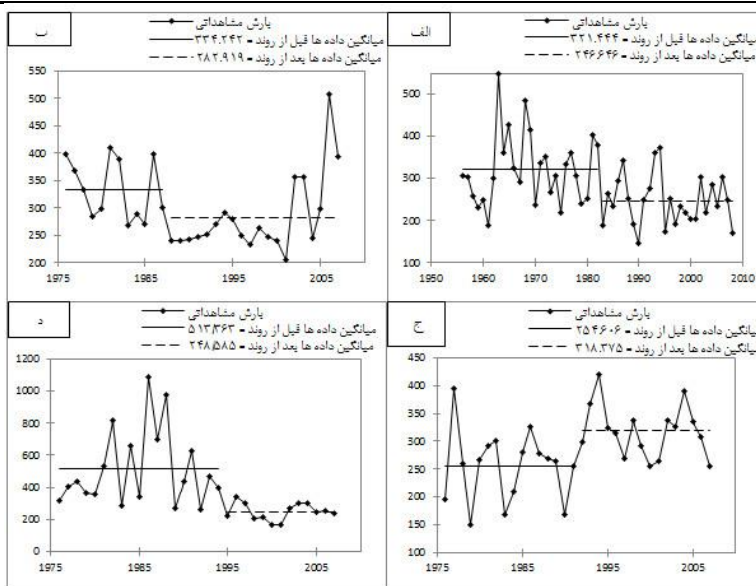 الف
بارش مشاهداتی
میانگین داده ها قبل از روند = ۳۲۱.۴۴۴
میانگین داده ها بعد از روند = ۲۴۶.۶۴۶
500
400
300
200
100
1950 1960 1970 1980 1990 2000 2010
ب
بارش مشاهداتی
میانگین داده ها قبل از روند = ۳۳۴.۲۴۲
میانگین داده ها بعد از روند = ۲۸۲.۹۱۹
550
500
450
400
350
300
250
200
1975 1985 1995 2005
ج
بارش مشاهداتی
میانگین داده ها قبل از روند = ۲۵۴.۶۰۶
میانگین داده ها بعد از روند = ۳۱۸.۳۷۵
450
400
350
300
250
200
150
100
1975 1985 1995 2005
د
بارش مشاهداتی
میانگین داده ها قبل از روند = ۵۱۳.۳۶۳
میانگین داده ها بعد از روند = ۲۴۸.۵۸۵
1200
1000
800
600
400
200
0
1975 1985 1995 2005